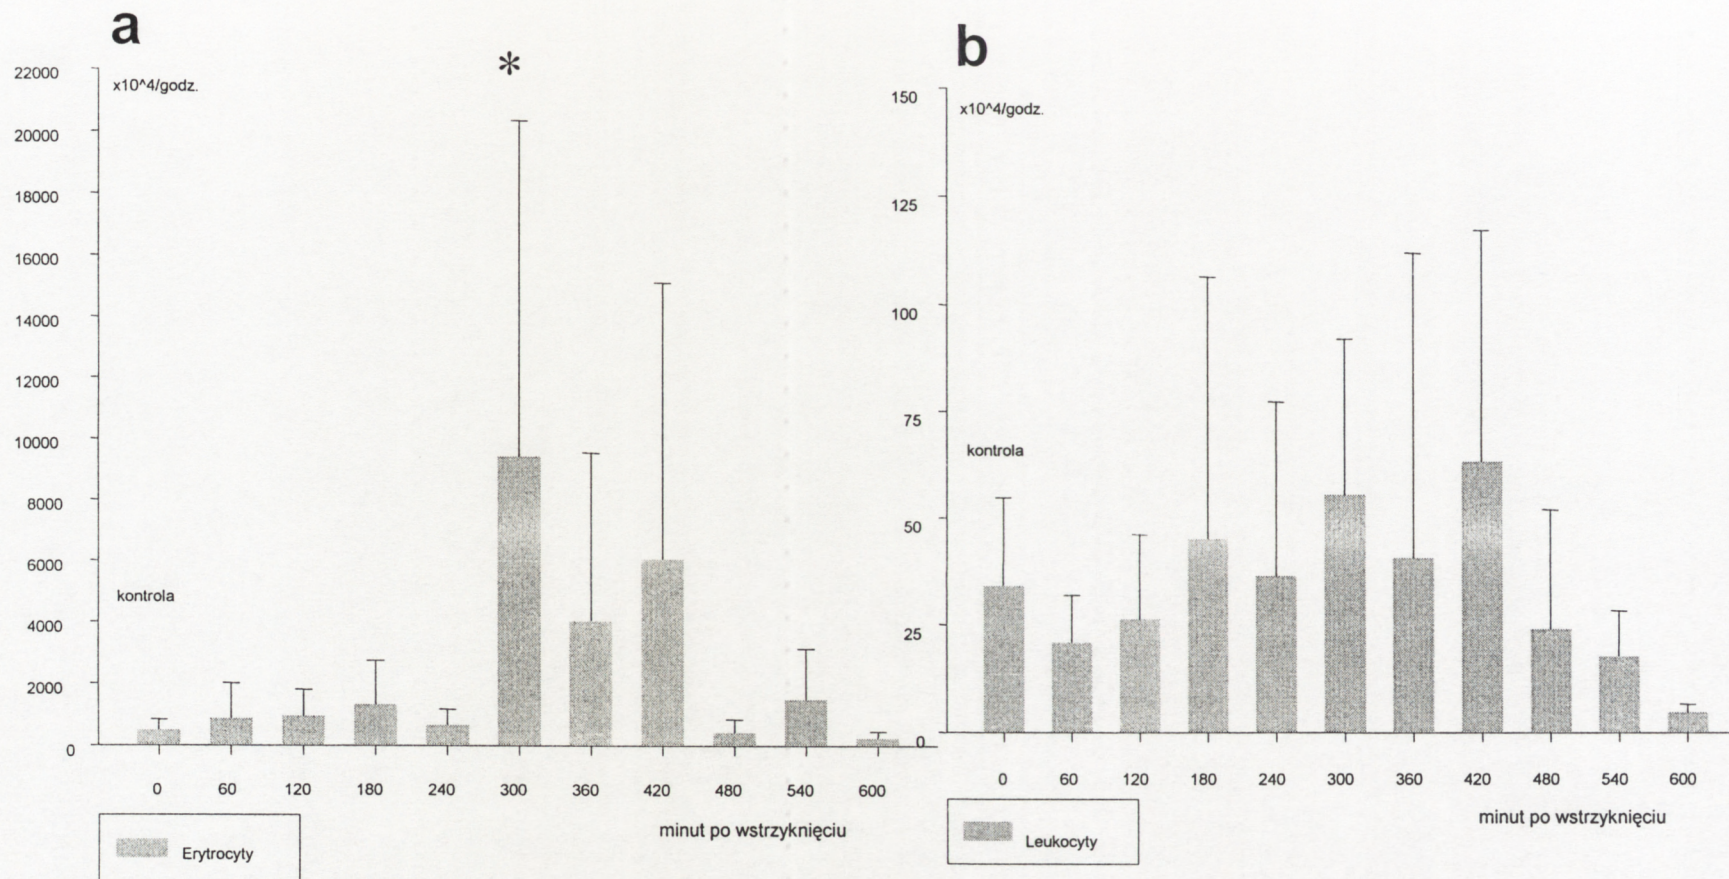 a
22000
x10^4/godz.
20000
18000
16000
14000
12000
10000
8000
6000
kontrola
4000
2000
0
*
0 60 120 180 240 300 360 420 480 540 600
minut po wstrzyknięciu
Erytrocyty
b
150
x10^4/godz.
125
100
75
kontrola
50
25
0
0 60 120 180 240 300 360 420 480 540 600
minut po wstrzyknięciu
Leukocyty